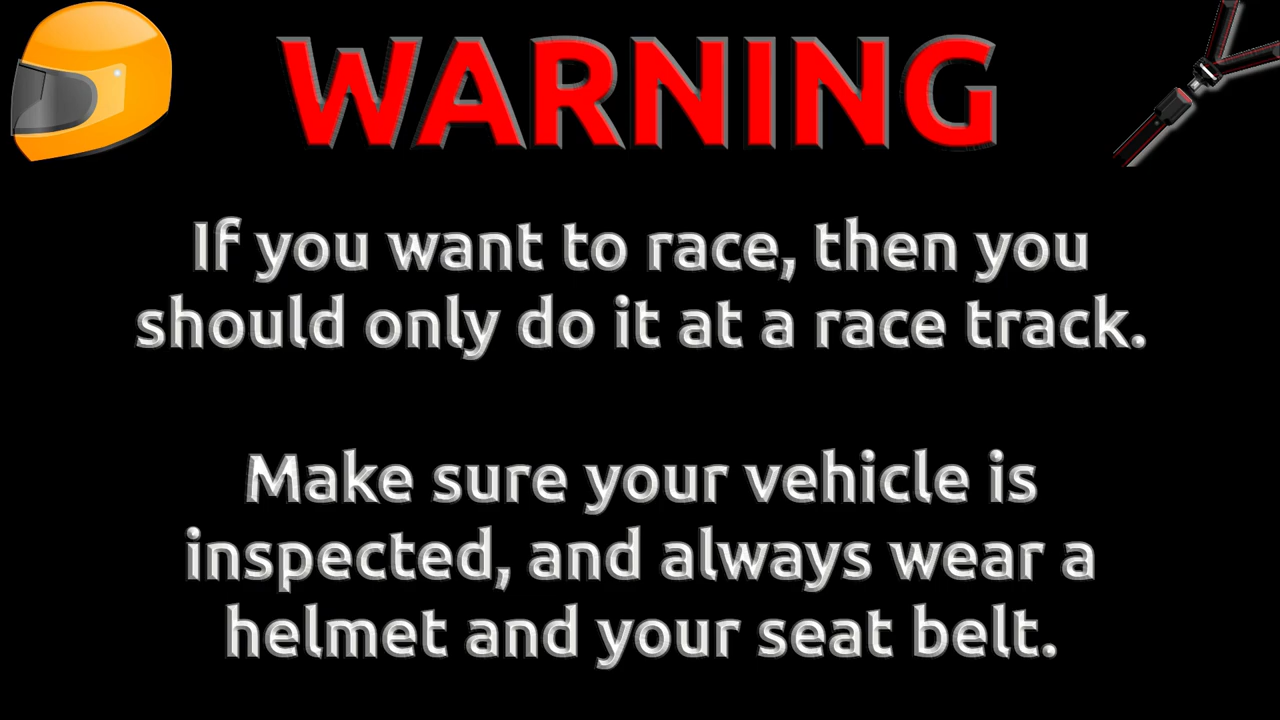 WARNING
If you want to race, then you
should only do it at a race track.
Make sure your vehicle is
inspected, and always wear a
helmet and your seat belt.